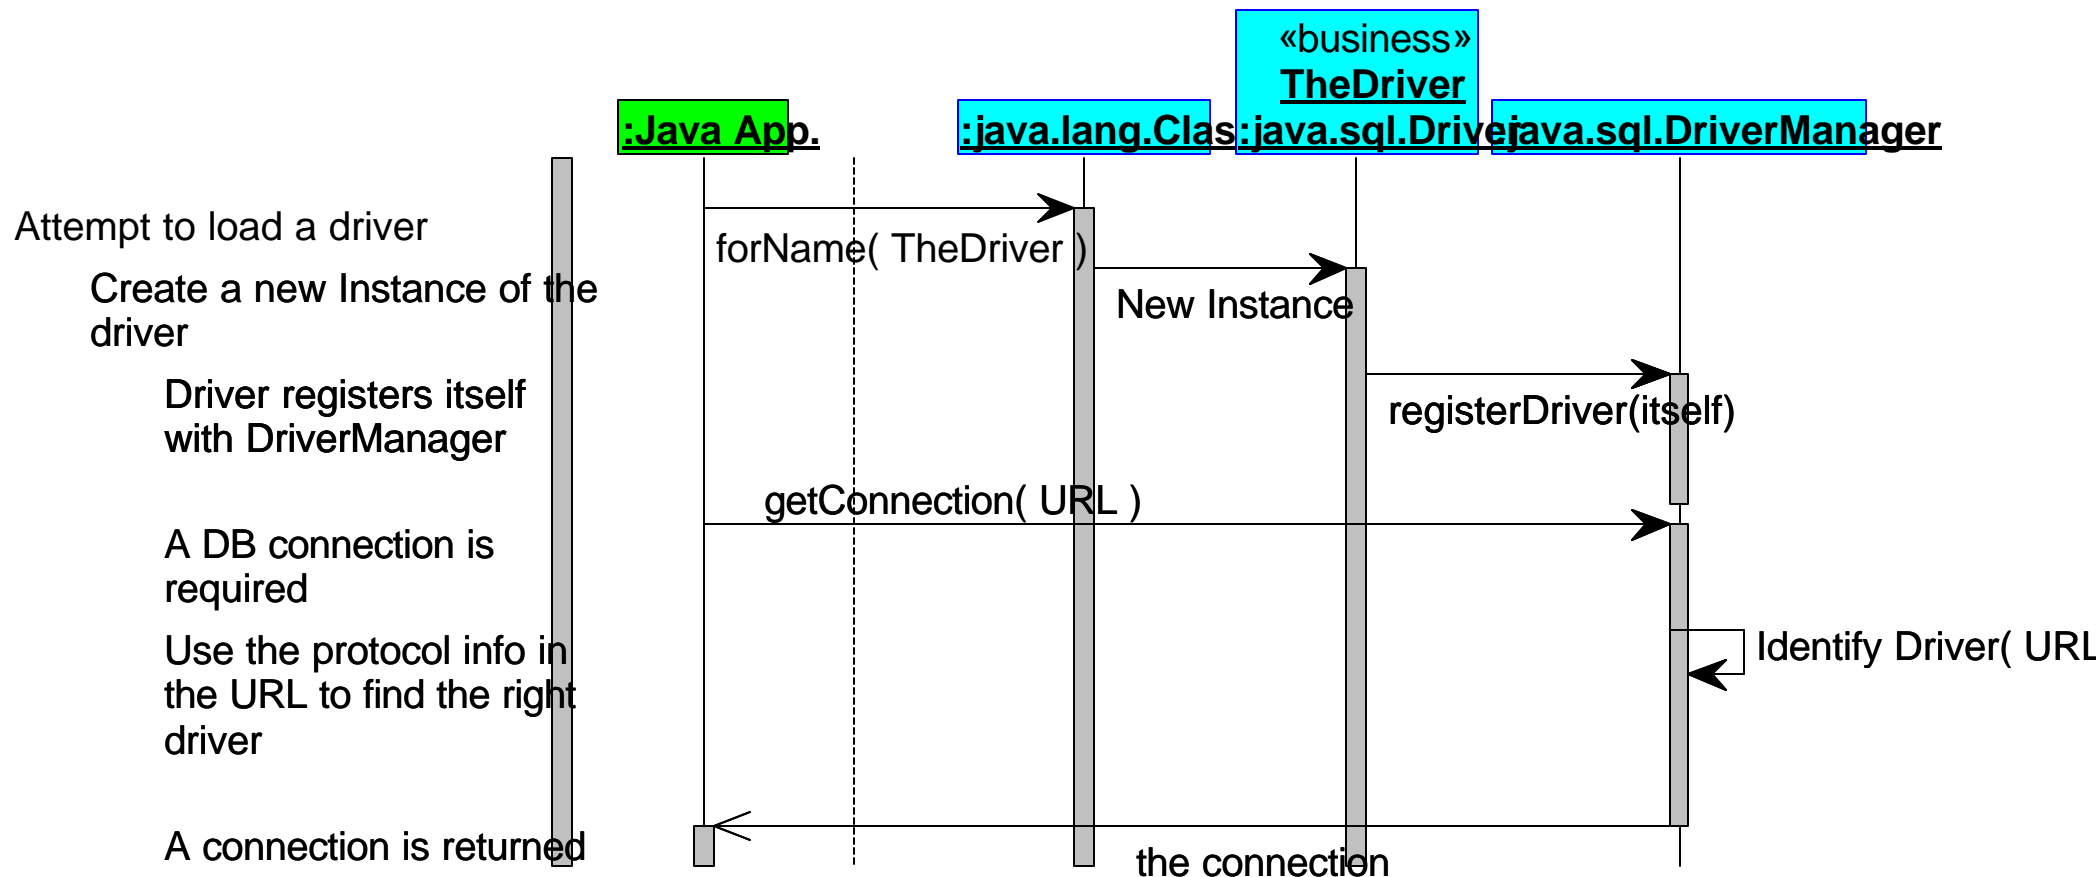 «business»
TheDriver
:Java App.
:java.lang.Clas
:java.sql.Driver
java.sql.DriverManager
Attempt to load a driver
forName( TheDriver )
Create a new Instance of the
driver
New Instance
Driver registers itself
with DriverManager
registerDriver(itself)
getConnection( URL )
A DB connection is
required
Use the protocol info in
the URL to find the right
driver
Identify Driver( URL
A connection is returned
the connection